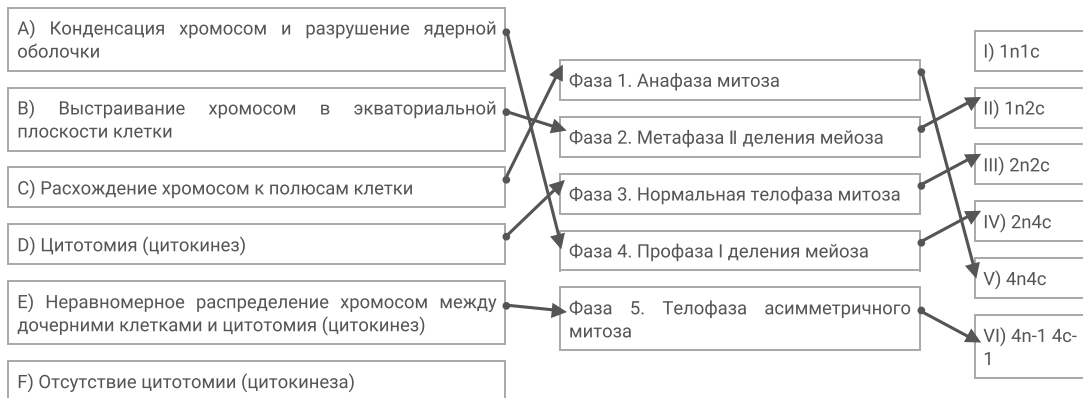 A) Конденсация хромосом и разрушение ядерной
оболочки
B) Выстраивание хромосом в экваториальной
плоскости клетки
C) Расхождение хромосом к полюсам клетки
D) Цитотомия (цитокинез)
E) Неравномерное распределение хромосом между
дочерними клетками и цитотомия (цитокинез)
F) Отсутствие цитотомии (цитокинеза)
Фаза 1. Анафаза митоза
Фаза 2. Метафаза II деления мейоза
Фаза 3. Нормальная телофаза митоза
Фаза 4. Профаза I деления мейоза
Фаза 5. Телофаза асимметричного
митоза
I) 1n1c
II) 1n2c
III) 2n2c
IV) 2n4c
V) 4n4c
VI) 4n-1 4c-
1